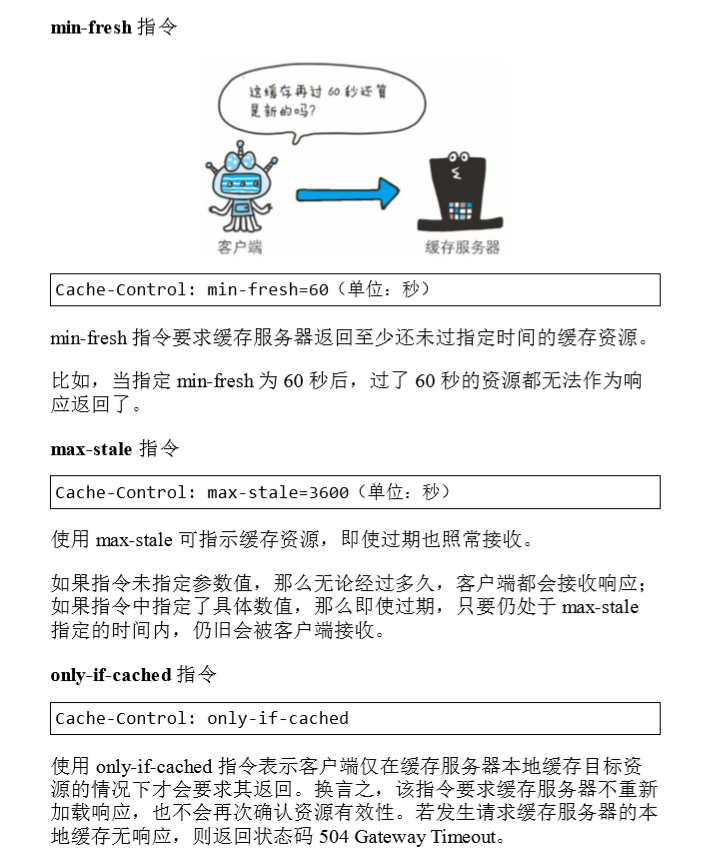 min-fresh 指令
这缓存再过 60 秒还算
是新的吗？
客户端
缓存服务器
Cache-Control: min-fresh=60（单位：秒）
min-fresh 指令要求缓存服务器返回至少还未过指定时间的缓存资源。
比如，当指定 min-fresh 为 60 秒后，过了 60 秒的资源都无法作为响
应返回了。
max-stale 指令
Cache-Control: max-stale=3600（单位：秒）
使用 max-stale 可指示缓存资源，即使过期也照常接收。
如果指令未指定参数值，那么无论经过多久，客户端都会接收响应；
如果指令中指定了具体数值，那么即使过期，只要仍处于 max-stale
指定的时间内，仍旧会被客户端接收。
only-if-cached 指令
Cache-Control: only-if-cached
使用 only-if-cached 指令表示客户端仅在缓存服务器本地缓存目标资
源的情况下才会要求其返回。换言之，该指令要求缓存服务器不重新
加载响应，也不会再次确认资源有效性。若发生请求缓存服务器的本
地缓存无响应，则返回状态码 504 Gateway Timeout。